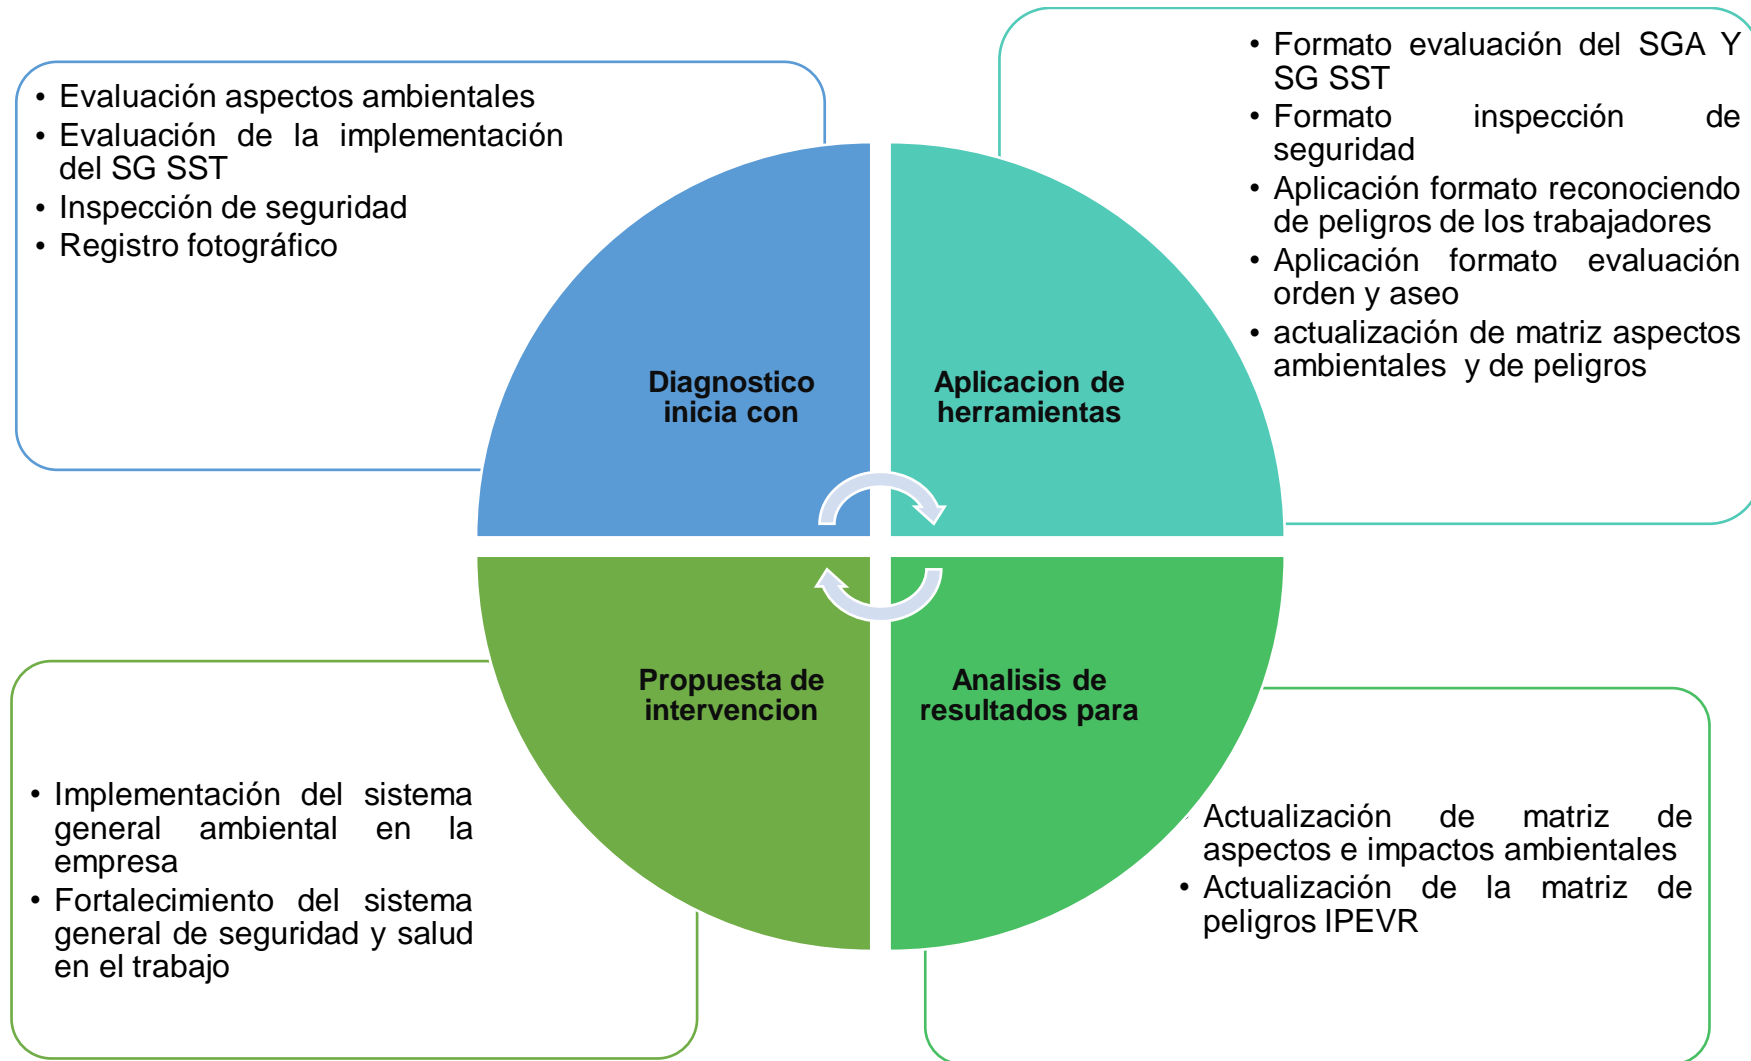 • Evaluación aspectos ambientales
• Evaluación de la implementación
del SG SST
• Inspección de seguridad
• Registro fotográfico
• Formato evaluación del SGA Y
SG SST
• Formato inspección de
seguridad
• Aplicación formato reconociendo
de peligros de los trabajadores
• Aplicación formato evaluación
orden y aseo
• actualización de matriz aspectos
ambientales y de peligros
Diagnostico
inicia con
Aplicacion de
herramientas
Propuesta de
intervencion
Analisis de
resultados para
• Implementación del sistema
general ambiental en la
empresa
• Fortalecimiento del sistema
general de seguridad y salud
en el trabajo
• Actualización de matriz de
aspectos e impactos ambientales
• Actualización de la matriz de
peligros IPEVR